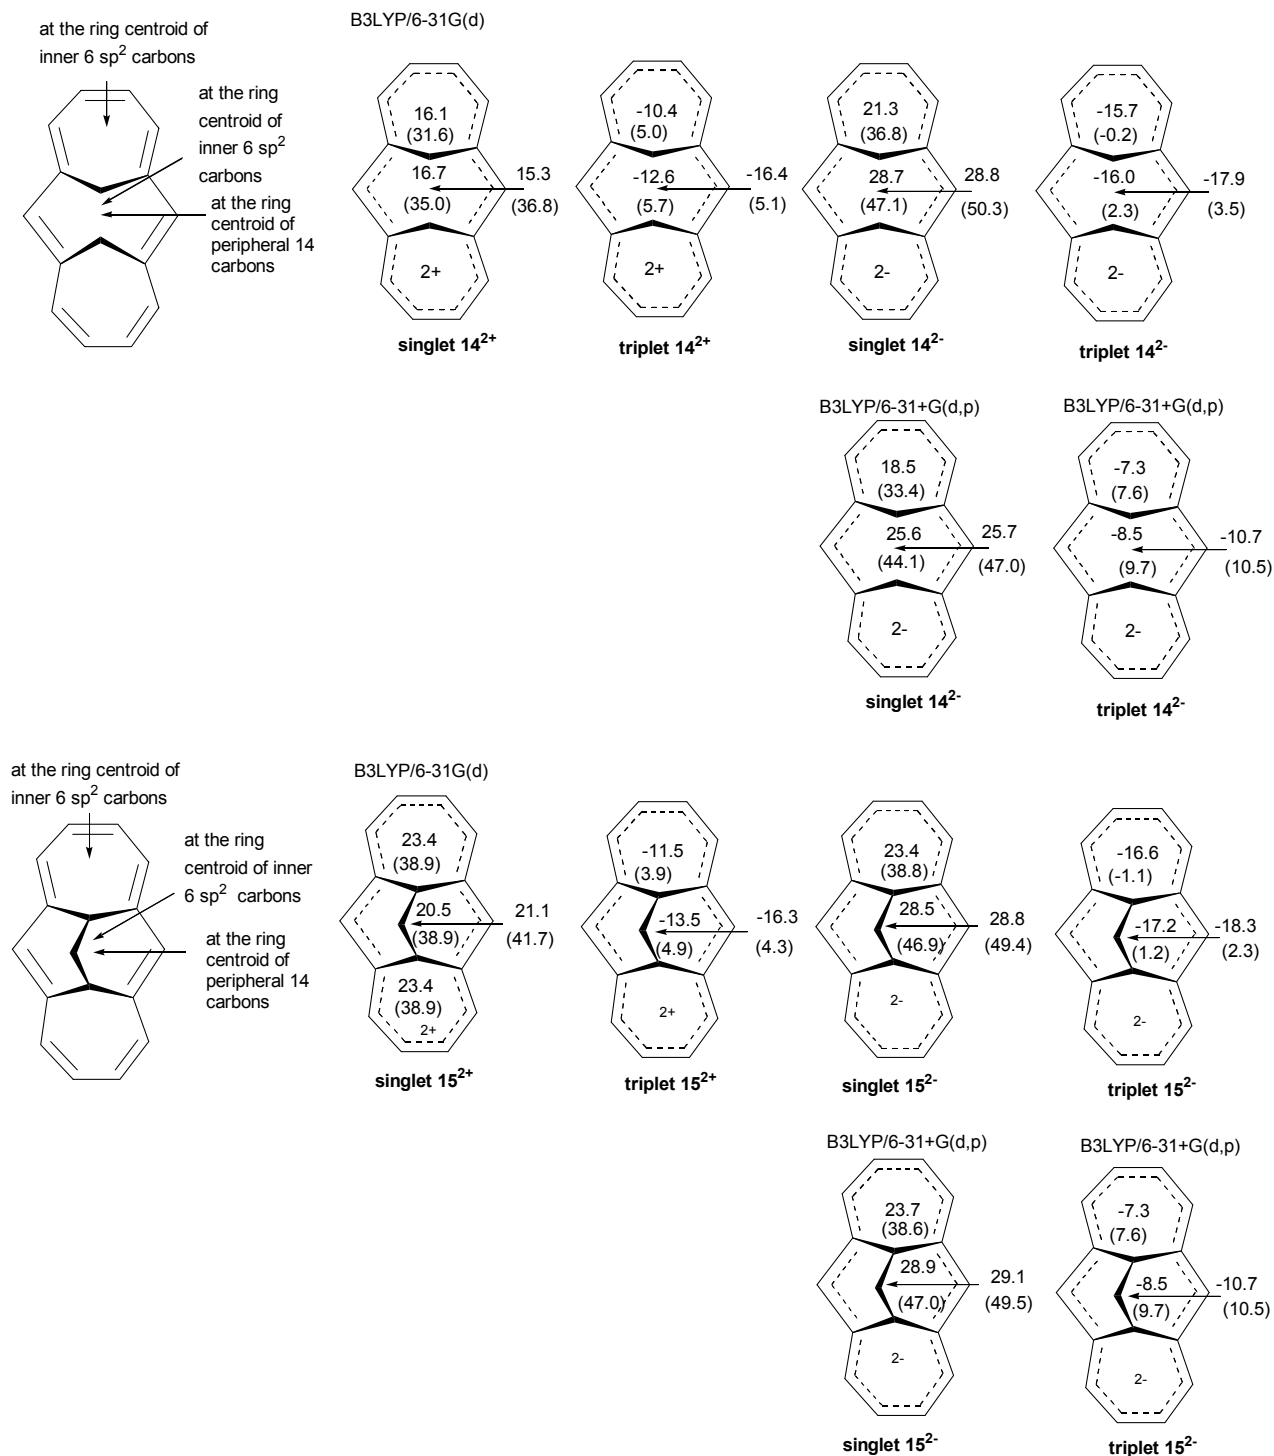 B3LYP/6-31G(d)
at the ring centroid of
inner 6 sp2 carbons
at the ring
centroid of
inner 6 sp2
carbons
at the ring
centroid of
peripheral 14
carbons
16.1
(31.6)
16.7
(35.0)
15.3
(36.8)
2+
singlet 142+
-10.4
(5.0)
-12.6
(5.7)
-16.4
(5.1)
2+
triplet 142+
21.3
(36.8)
28.7
(47.1)
28.8
(50.3)
2-
singlet 142-
-15.7
(-0.2)
-16.0
(2.3)
-17.9
(3.5)
2-
triplet 142-
B3LYP/6-31+G(d,p)
18.5
(33.4)
25.6
(44.1)
25.7
(47.0)
2-
singlet 142-
B3LYP/6-31+G(d,p)
-7.3
(7.6)
-8.5
(9.7)
-10.7
(10.5)
2-
triplet 142-
at the ring centroid of
inner 6 sp2 carbons
at the ring
centroid of inner
6 sp2 carbons
at the ring
centroid of
peripheral 14
carbons
B3LYP/6-31G(d)
23.4
(38.9)
20.5
(38.9)
21.1
(41.7)
23.4
(38.9)
2+
singlet 152+
-11.5
(3.9)
-13.5
(4.9)
-16.3
(4.3)
2+
triplet 152+
23.4
(38.8)
28.5
(46.9)
28.8
(49.4)
2-
singlet 152-
-16.6
(-1.1)
-17.2
(1.2)
-18.3
(2.3)
2-
triplet 152-
B3LYP/6-31+G(d,p)
23.7
(38.6)
28.9
(47.0)
29.1
(49.5)
2-
singlet 152-
B3LYP/6-31+G(d,p)
-7.3
(7.6)
-8.5
(9.7)
-10.7
(10.5)
2-
triplet 152-